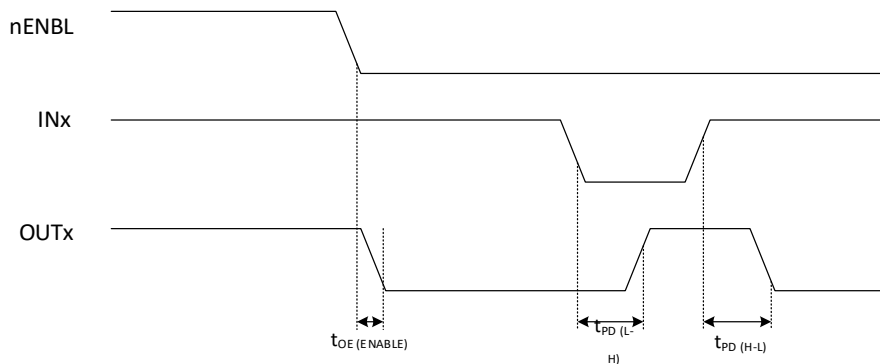 nENBL
INx
OUTx
tOE (ENABLE)
tPD (L-
H)
tPD (H-L)